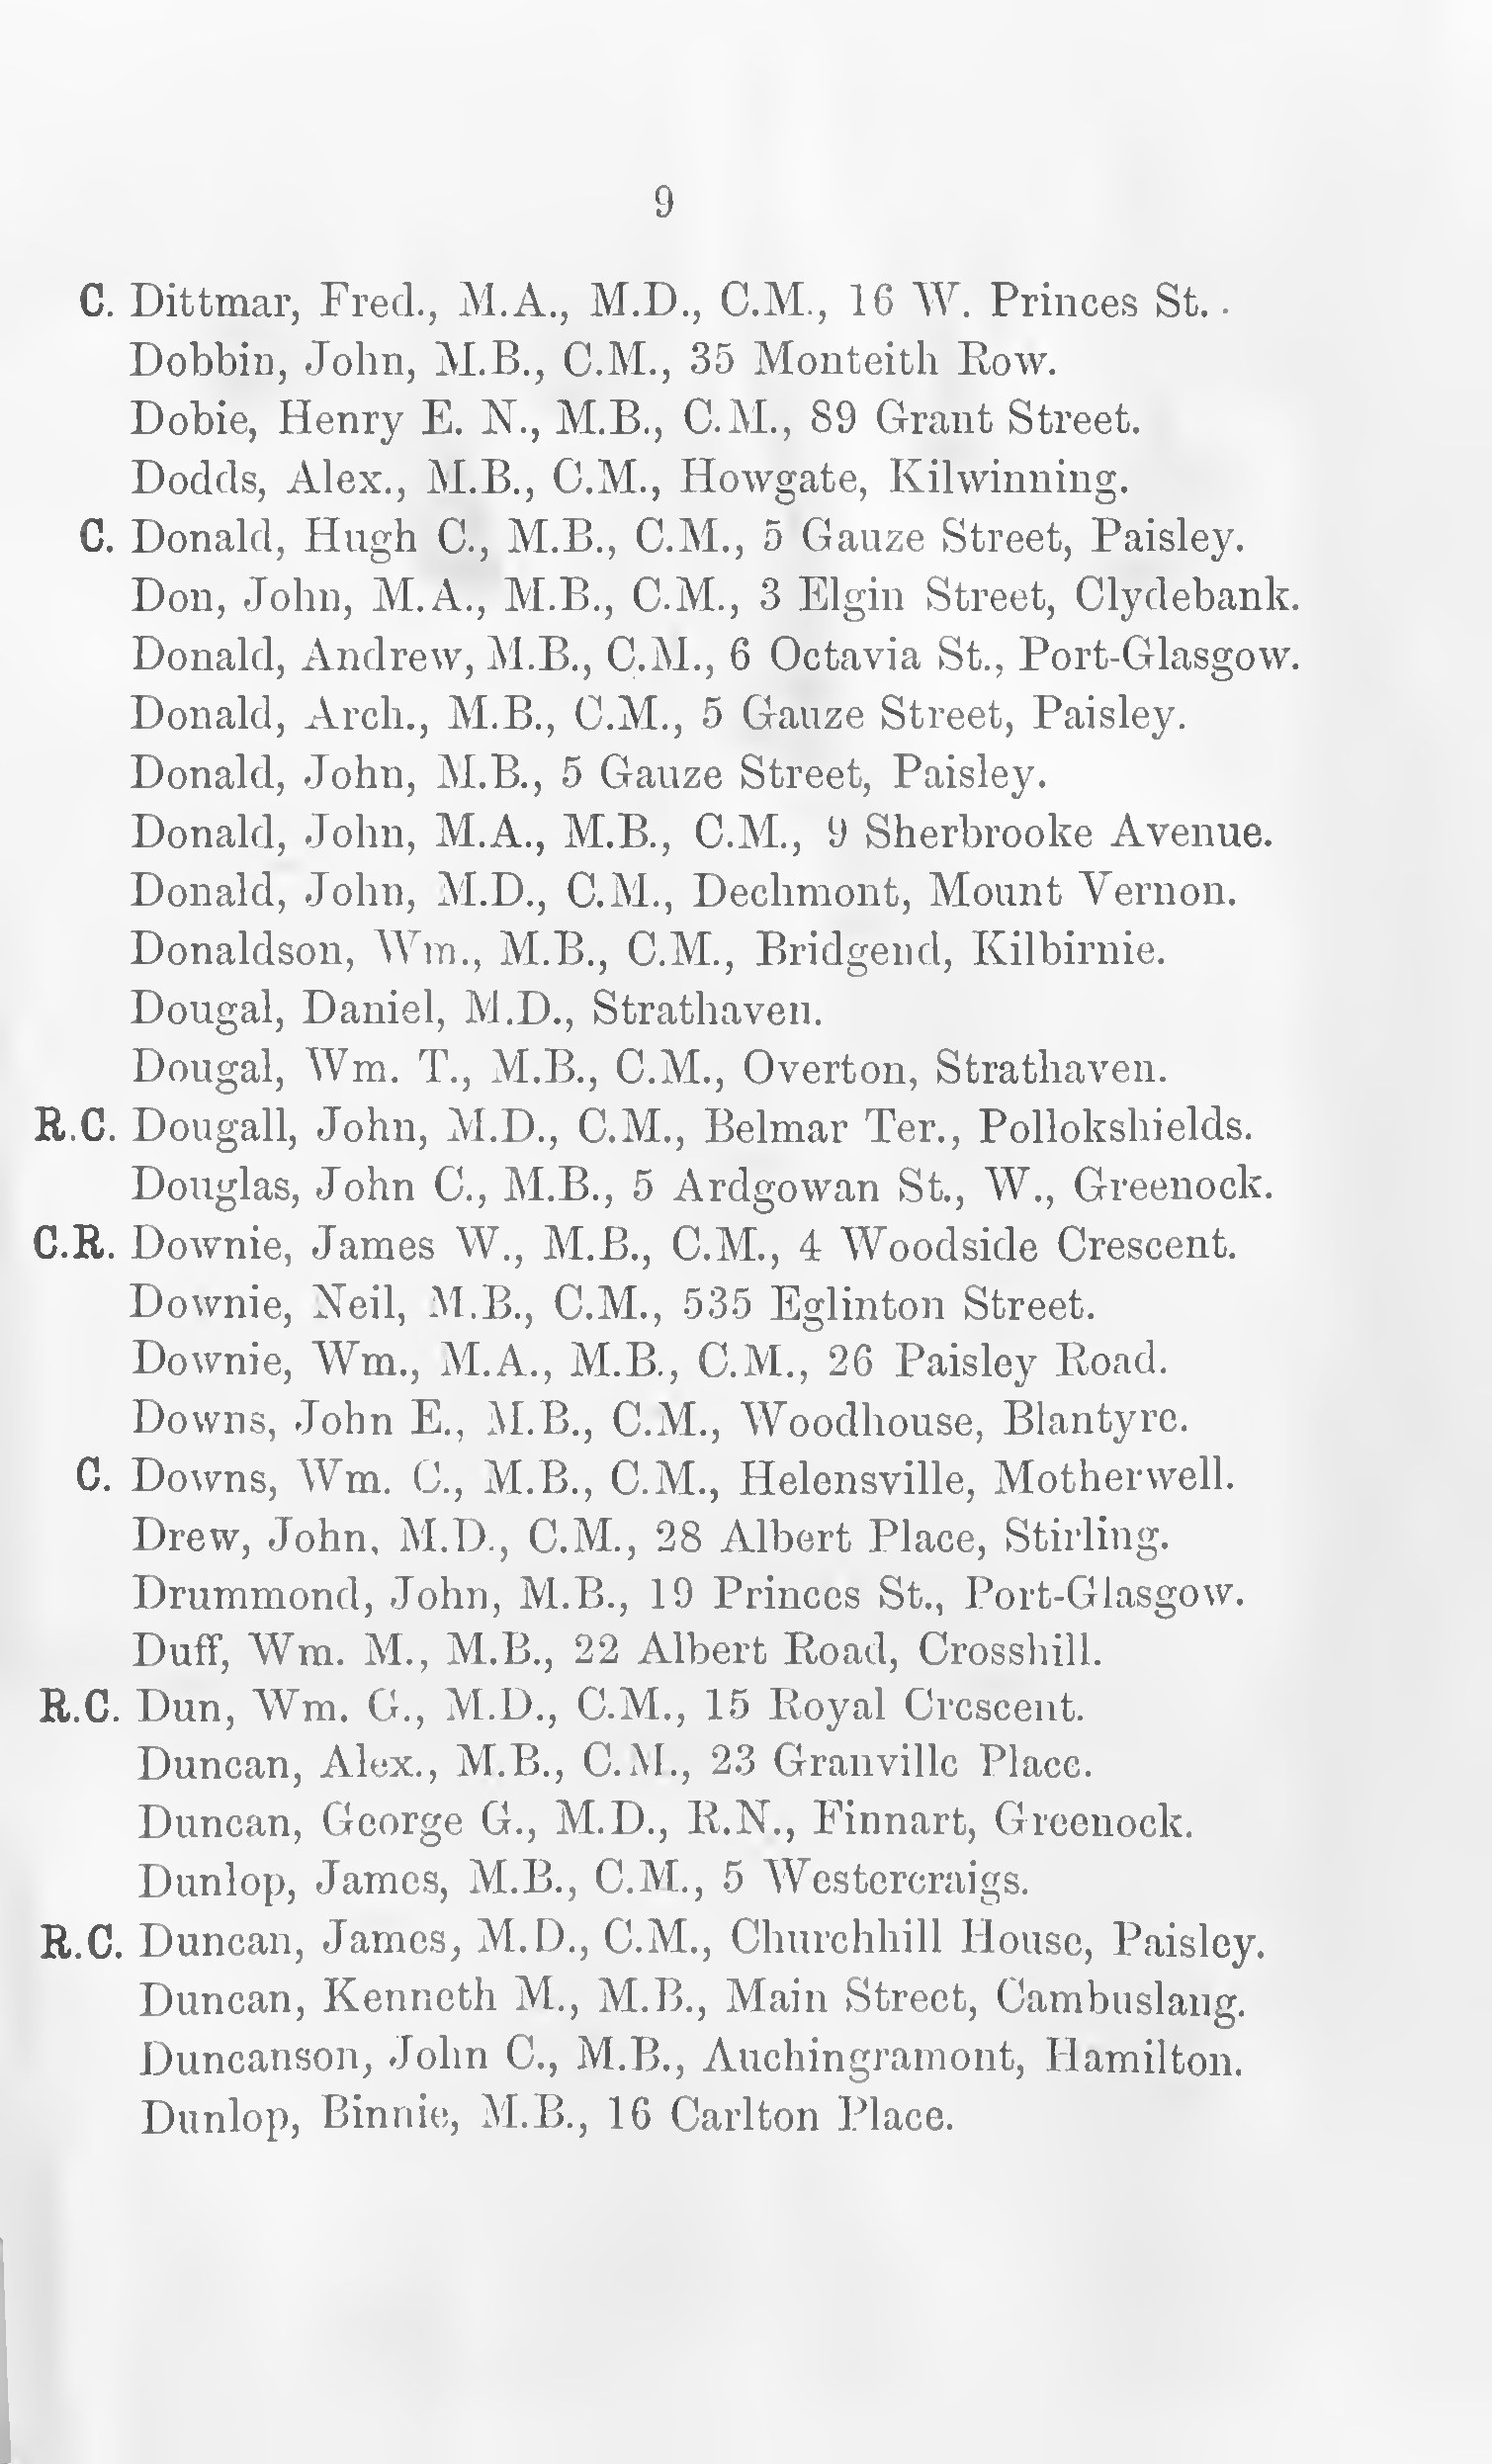 9
C. Dittmar, Fred., M.A., M.D., C.M., 16 W. Princes St.
Dobbin, John, M.B., C.M., 35 Monteith Row.
Dobie, Henry E. N., M.B., C.M., 89 Grant Street.
Dodds, Alex., M.B., C.M., Howgate, Kilwinning.
C. Donald, Hugh C., M.B., C.M., 5 Gauze Street, Paisley.
Don, John, M.A., M.B., C.M., 3 Elgin Street, Clydebank.
Donald, Andrew, M.B., C.M., 6 Octavia St., Port-Glasgow.
Donald, Arch., M.B., C.M., 5 Gauze Street, Paisley.
Donald, John, M.B., 5 Gauze Street, Paisley.
Donald, John, M.A., M.B., C.M., 9 Sherbrooke Avenue.
Donald, John, M.D., C.M., Dechmont, Mount Vernon.
Donaldson, Wm., M.B., C.M., Bridgend, Kilbirnie.
Dougal, Daniel, M.D., Strathaven.
Dougal, Wm. T., M.B., C.M., Overton, Strathaven.
R.C. Dougall, John, M.D., C.M., Belmar Ter., Pollokshields.
Douglas, John C., M.B., 5 Ardgowan St., W., Greenock.
C.R. Downie, James W., M.B., C.M., 4 Woodside Crescent.
Downie, Neil, M.B., C.M., 535 Eglinton Street.
Downie, Wm., M.A., M.B., C.M., 26 Paisley Road.
Downs, John E., M.B., C.M., Woodhouse, Blantyre.
C. Downs, Wm. C., M.B., C.M., Helensville, Motherwell.
Drew, John, M.D., C.M., 28 Albert Place, Stirling.
Drummond, John, M.B., 19 Princes St., Port-Glasgow.
Duff, Wm. M., M.B., 22 Albert Road, Crosshill.
R.C. Dun, Wm. G., M.D., C.M., 15 Royal Crescent.
Duncan, Alex., M.B., C.M., 23 Granville Place.
Duncan, George G., M.D., R.N., Finnart, Greenock.
Dunlop, James, M.B., C.M., 5 Westercraigs.
R.C. Duncan, James, M.D., C.M., Churchhill House, Paisley.
Duncan, Kenneth M., M.B., Main Street, Cambuslang.
Duncanson, John C., M.B., Auchingramont, Hamilton.
Dunlop, Binnie, M.B., 16 Carlton Place.